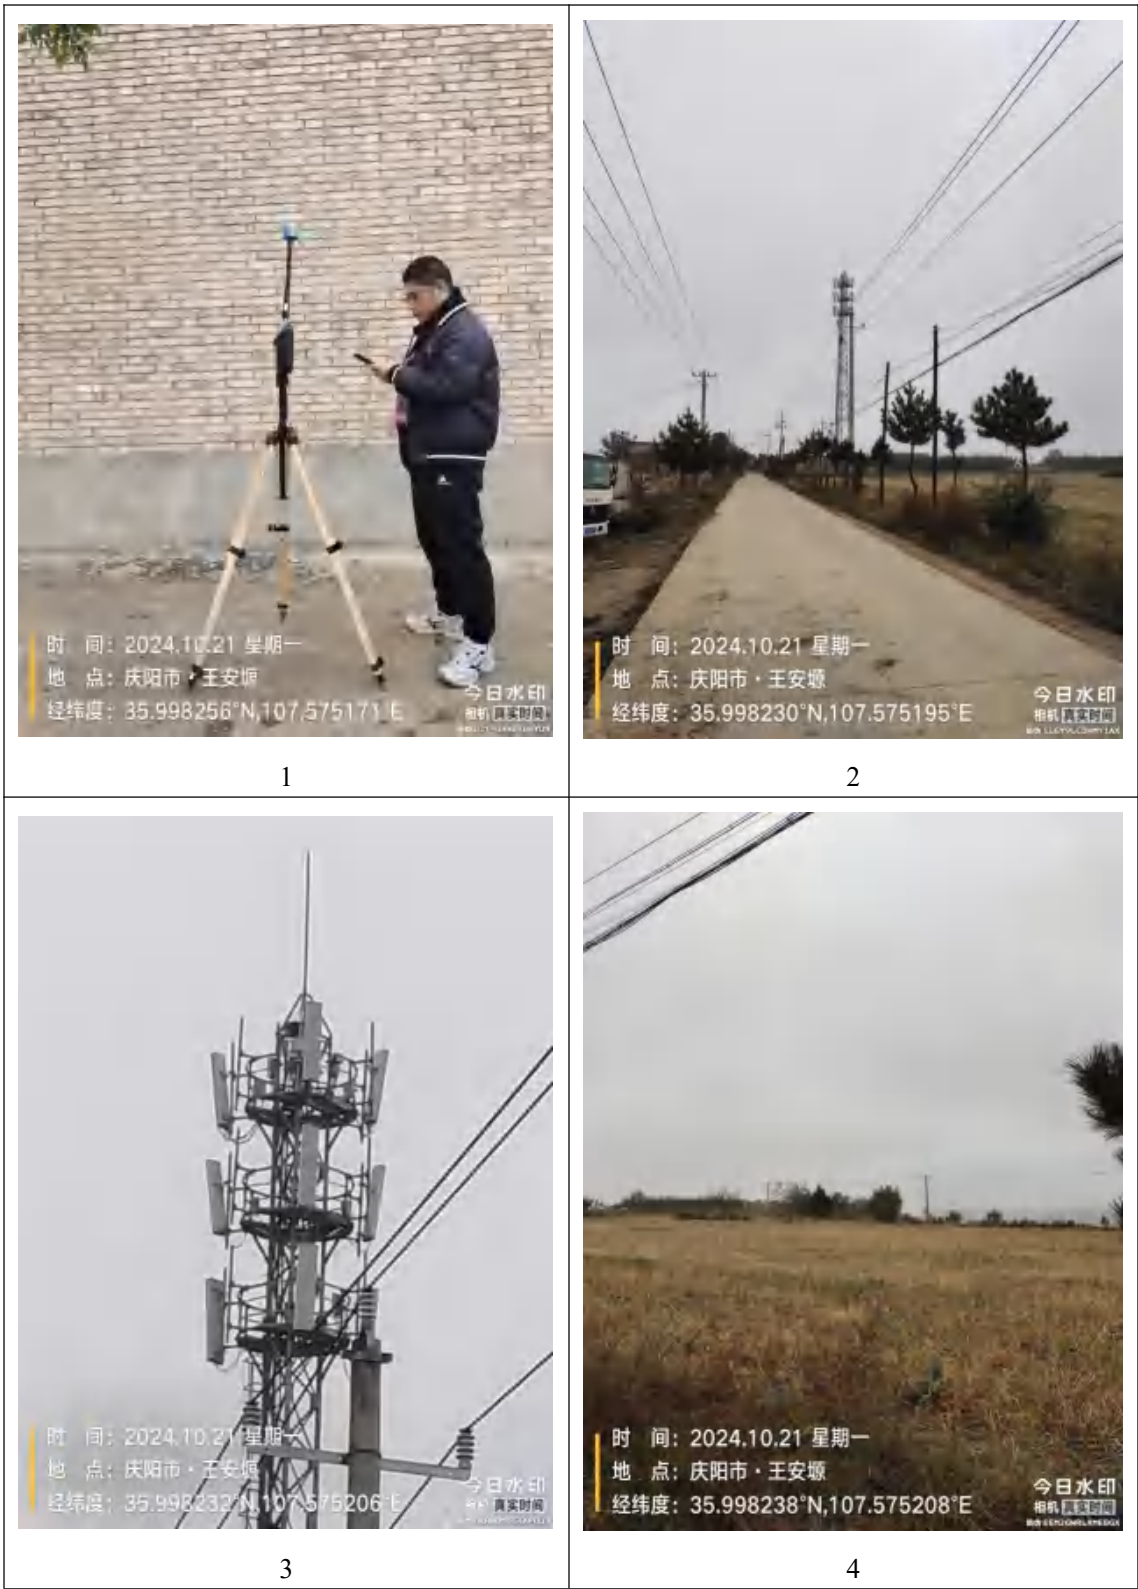 时 间：2024.10.21 星期一
地 点：庆阳市·王安塬
经纬度：35.998256°N,107.575171°E
今日水印
相机 真实时间
1
时 间：2024.10.21 星期一
地 点：庆阳市·王安塬
经纬度：35.998230°N,107.575195°E
今日水印
相机 真实时间
2
时 间：2024.10.21 星期一
地 点：庆阳市·王安塬
经纬度：35.998232°N,107.575206°E
今日水印
相机 真实时间
3
时 间：2024.10.21 星期一
地 点：庆阳市·王安塬
经纬度：35.998238°N,107.575208°E
今日水印
相机 真实时间
4